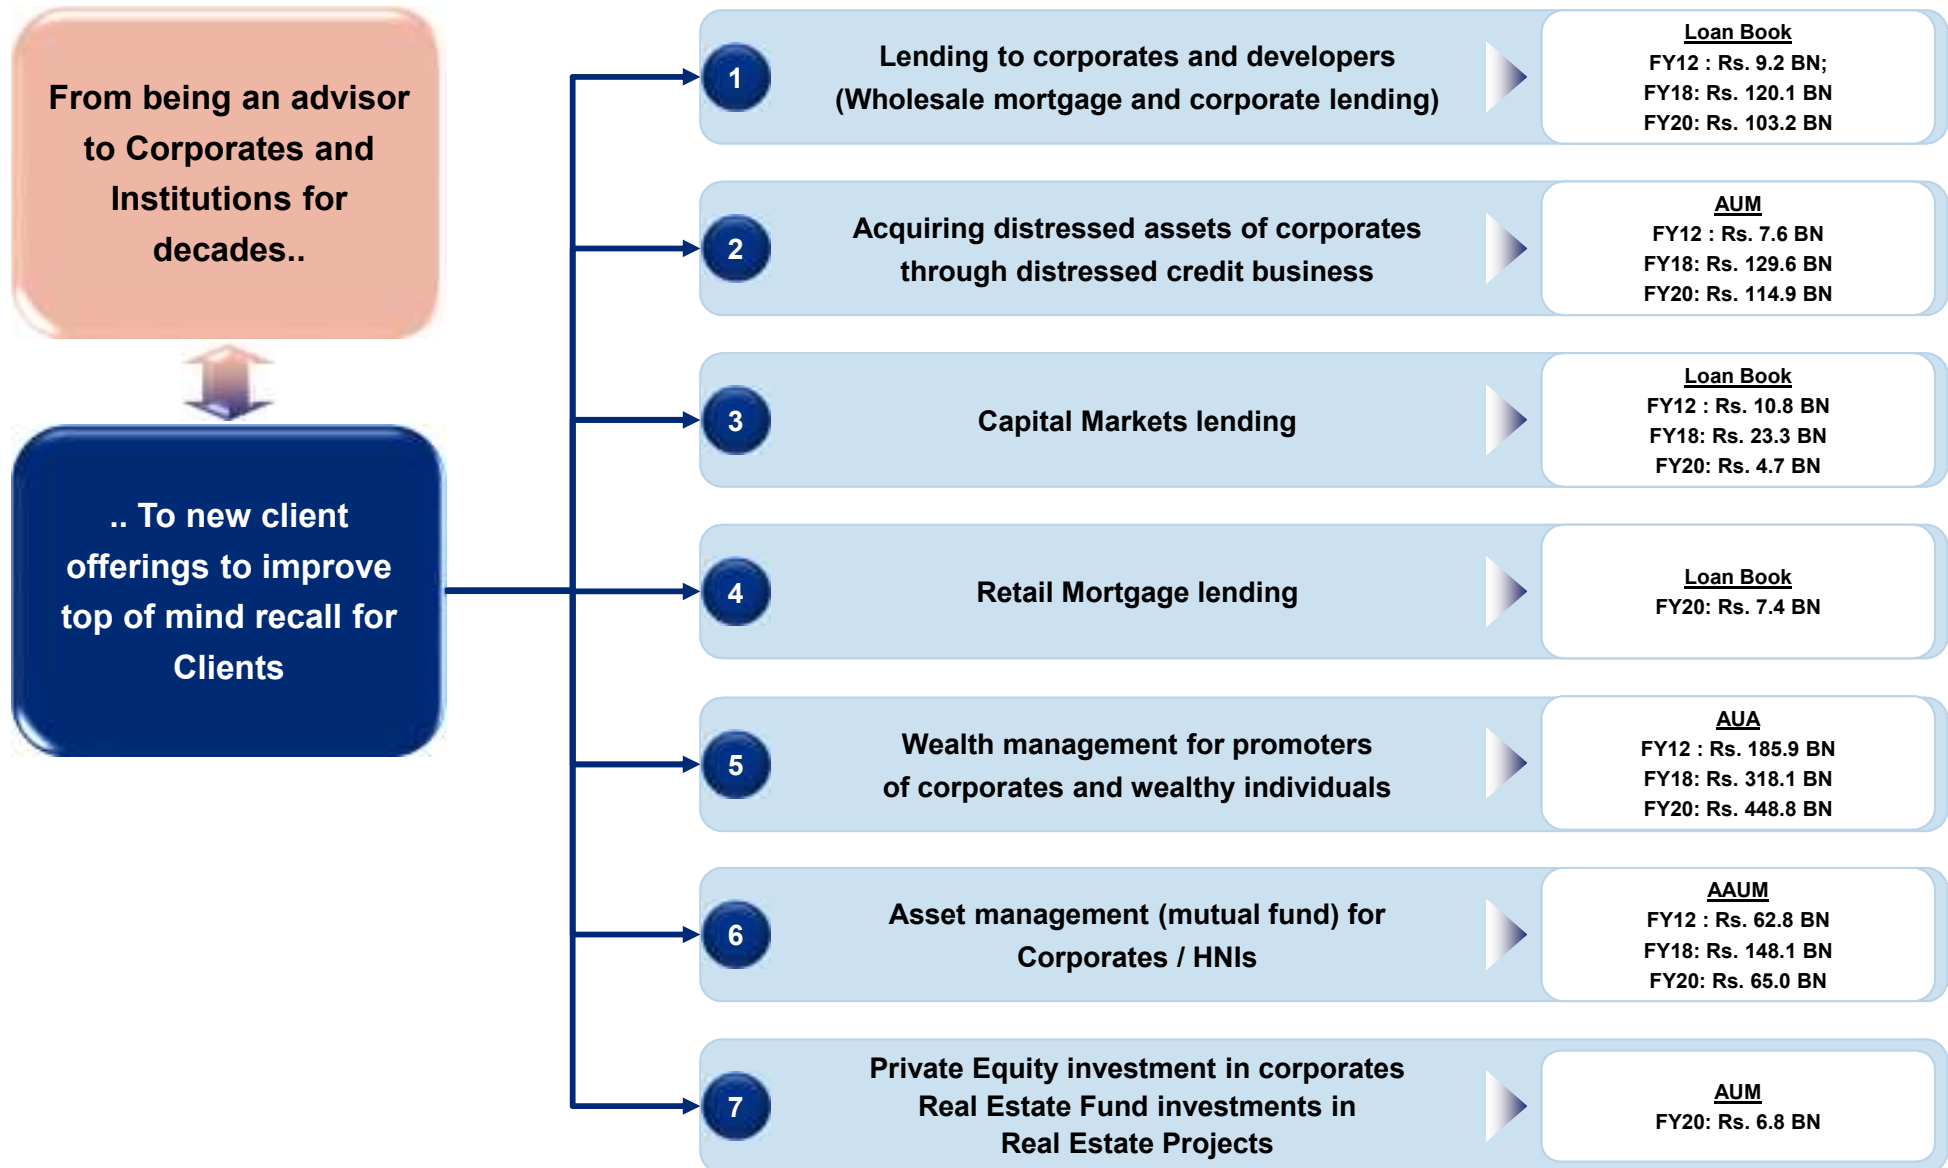 From being an advisor
to Corporates and
Institutions for
decades..
.. To new client
offerings to improve
top of mind recall for
Clients
1
Lending to corporates and developers
(Wholesale mortgage and corporate lending)
Loan Book
FY12 : Rs. 9.2 BN;
FY18: Rs. 120.1 BN
FY20: Rs. 103.2 BN
2
Acquiring distressed assets of corporates
through distressed credit business
AUM
FY12 : Rs. 7.6 BN
FY18: Rs. 129.6 BN
FY20: Rs. 114.9 BN
3
Capital Markets lending
Loan Book
FY12 : Rs. 10.8 BN
FY18: Rs. 23.3 BN
FY20: Rs. 4.7 BN
4
Retail Mortgage lending
Loan Book
FY20: Rs. 7.4 BN
5
Wealth management for promoters
of corporates and wealthy individuals
AUA
FY12 : Rs. 185.9 BN
FY18: Rs. 318.1 BN
FY20: Rs. 448.8 BN
6
Asset management (mutual fund) for
Corporates / HNIs
AAUM
FY12 : Rs. 62.8 BN
FY18: Rs. 148.1 BN
FY20: Rs. 65.0 BN
7
Private Equity investment in corporates
Real Estate Fund investments in
Real Estate Projects
AUM
FY20: Rs. 6.8 BN